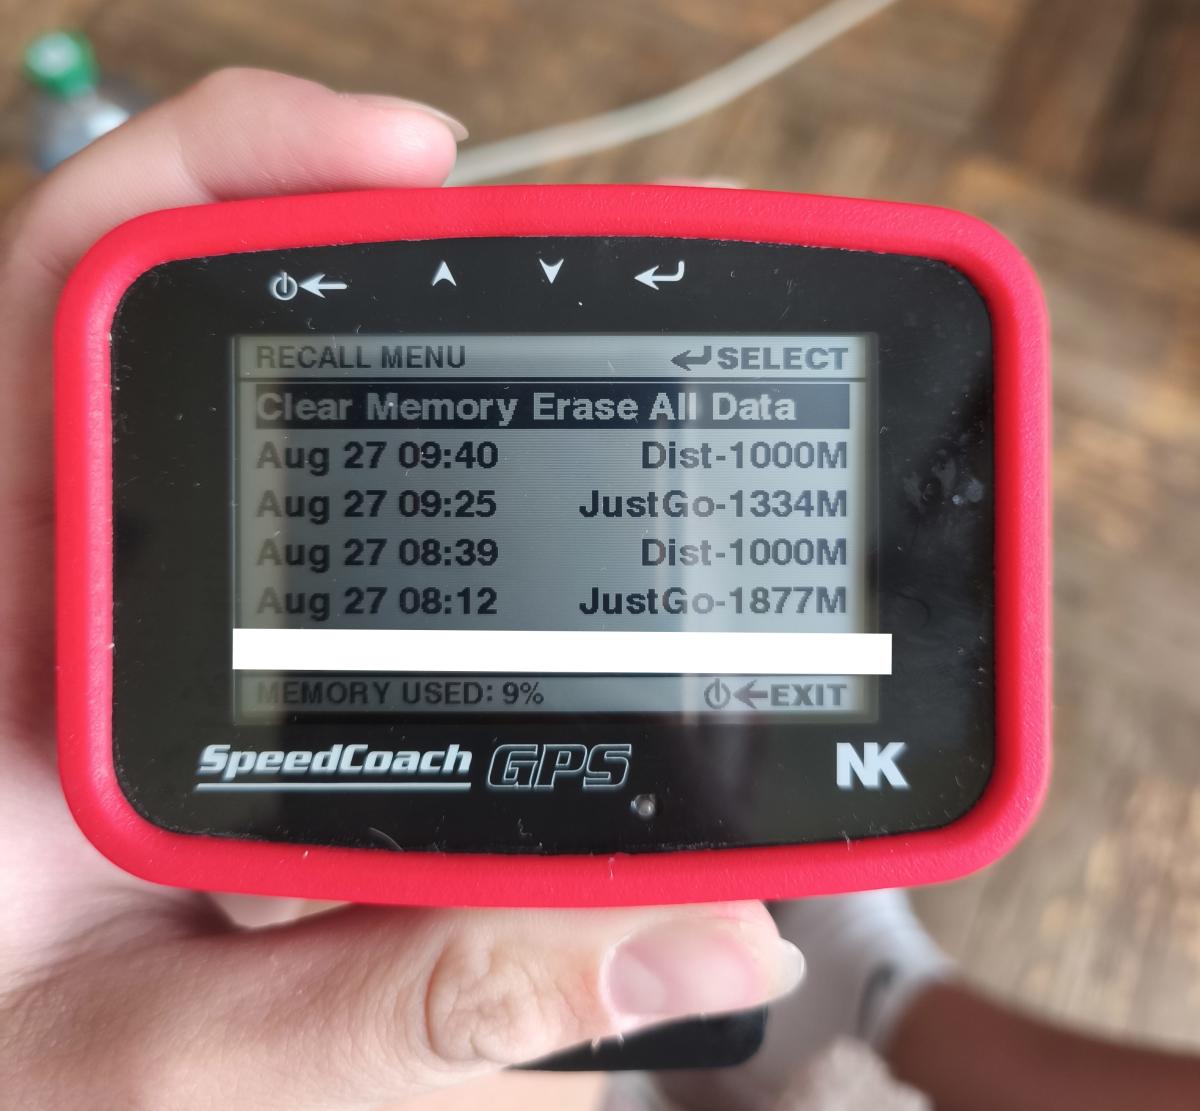 RECALL MENU SELECT
Clear Memory Erase All Data
Aug 27 09:40 Dist-1000M
Aug 27 09:25 JustGo-1334M
Aug 27 08:39 Dist-1000M
Aug 27 08:12 JustGo-1877M
MEMORY USED: 9% EXIT
SpeedCoach GPS NK